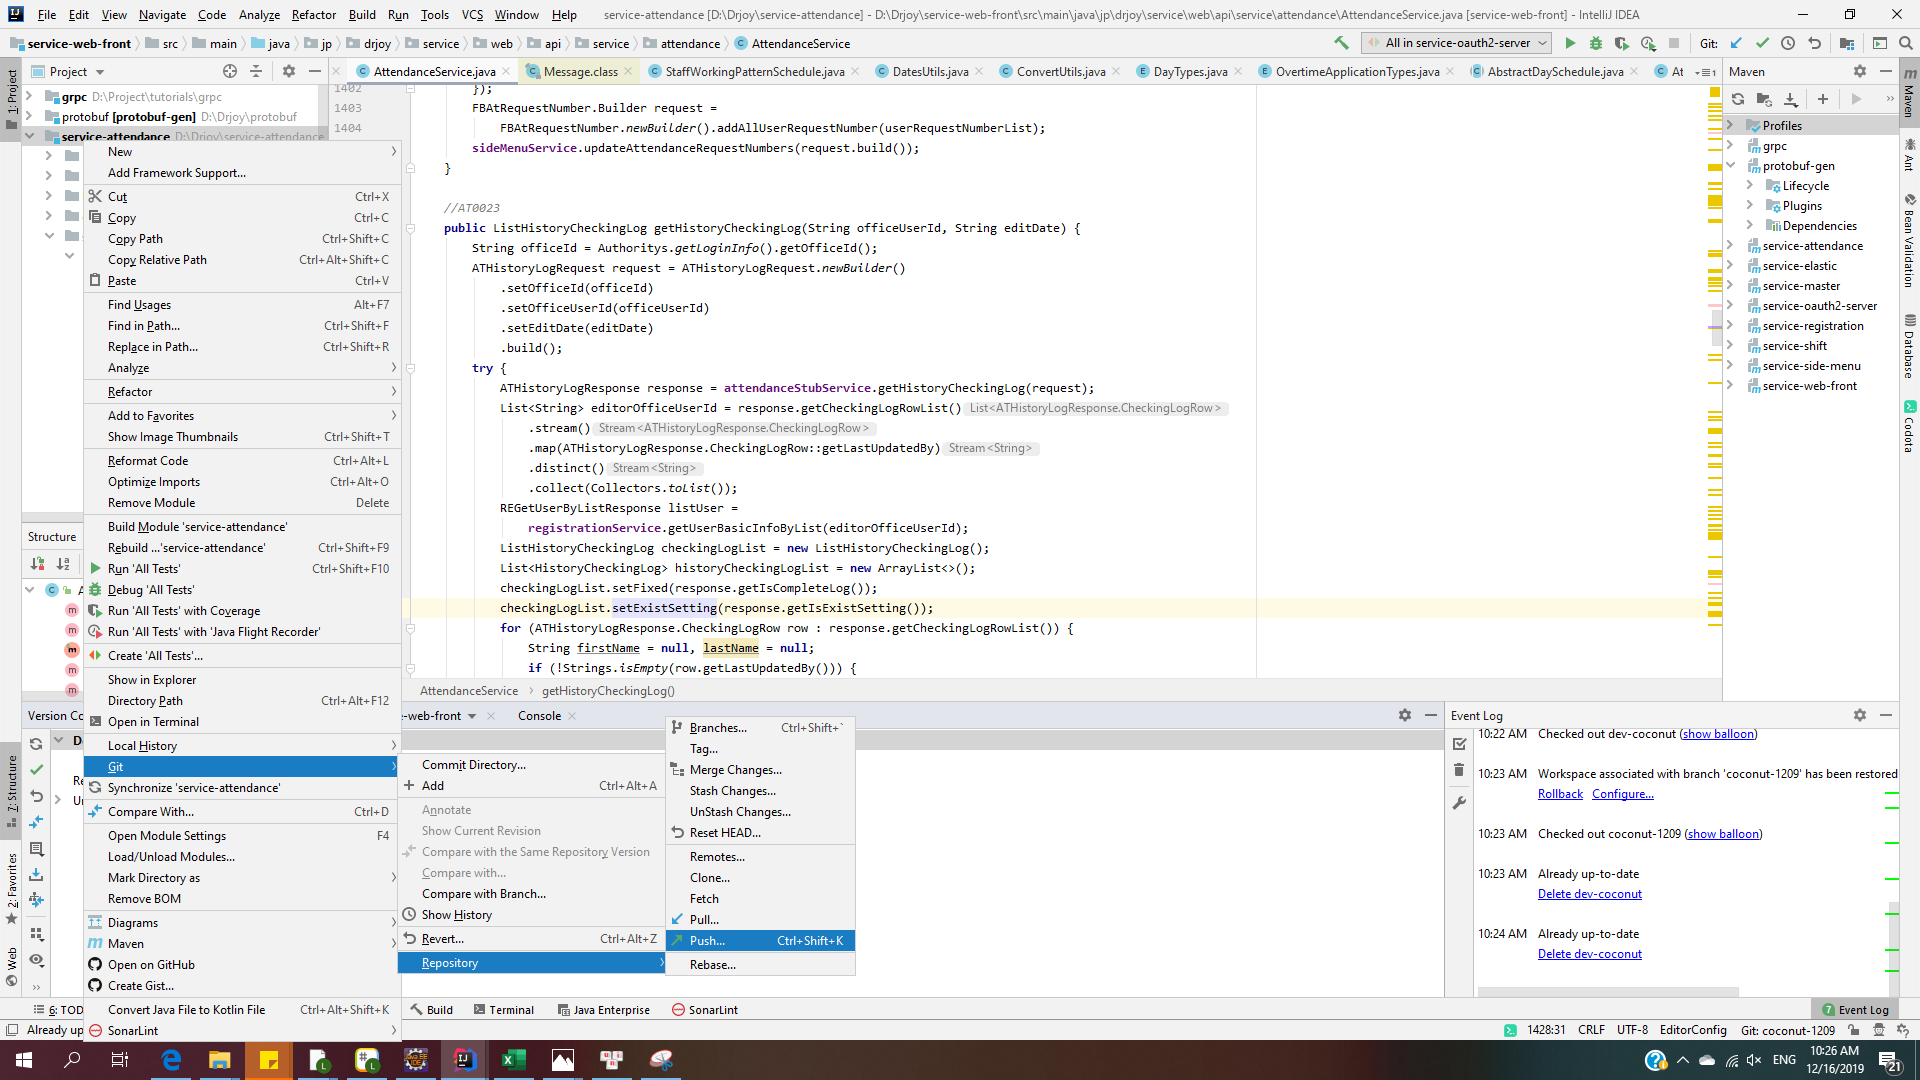 File Edit View Navigate Code Analyze Refactor Build Run Tools VCS Window Help service-attendance [D:\Drjoy\service-attendance] - D:\Drjoy\service-web-front\src\main\java\jp\drjoy\service\web\api\service\attendance\AttendanceService.java [service-web-front] - IntelliJ IDEA
service-web-front src main java jp drjoy service web api service attendance AttendanceService All in service-oauth2-server Git:
Project AttendanceService.java Message.class StaffWorkingPatternSchedule.java DatesUtils.java ConvertUtils.java DayTypes.java OvertimeApplicationTypes.java AbstractDaySchedule.java At Maven
1: Project
grpc D:\Project\tutorials\grpc
protobuf [protobuf-gen] D:\Drjoy\protobuf
service-attendance D:\Drjoy\service-attendance
New
Add Framework Support...
Cut Ctrl+X
Copy Ctrl+C
Copy Path Ctrl+Shift+C
Copy Relative Path Ctrl+Alt+Shift+C
Paste Ctrl+V
Find Usages Alt+F7
Find in Path... Ctrl+Shift+F
Replace in Path... Ctrl+Shift+R
Analyze
Refactor
Add to Favorites
Show Image Thumbnails Ctrl+Shift+T
Reformat Code Ctrl+Alt+L
Optimize Imports Ctrl+Alt+O
Remove Module Delete
Build Module 'service-attendance'
Rebuild ...'service-attendance' Ctrl+Shift+F9
Run 'All Tests' Ctrl+Shift+F10
Debug 'All Tests'
Run 'All Tests' with Coverage
Run 'All Tests' with 'Java Flight Recorder'
Create 'All Tests'...
Show in Explorer
Directory Path Ctrl+Alt+F12
Open in Terminal
Local History
Git
Synchronize 'service-attendance'
Compare With... Ctrl+D
Open Module Settings F4
Load/Unload Modules...
Mark Directory as
Remove BOM
Diagrams
Maven
Open on GitHub
Create Gist...
Convert Java File to Kotlin File Ctrl+Alt+Shift+K
SonarLint
1402 });
1403 FBAtRequestNumber.Builder request =
1404 FBAtRequestNumber.newBuilder().addAllUserRequestNumber(userRequestNumberList);
sideMenuService.updateAttendanceRequestNumbers(request.build());
}
//AT0023
public ListHistoryCheckingLog getHistoryCheckingLog(String officeUserId, String editDate) {
String officeId = Authoritys.getLoginInfo().getOfficeId();
ATHistoryLogRequest request = ATHistoryLogRequest.newBuilder()
.setOfficeId(officeId)
.setOfficeUserId(officeUserId)
.setEditDate(editDate)
.build();
try {
ATHistoryLogResponse response = attendanceStubService.getHistoryCheckingLog(request);
List<String> editorOfficeUserId = response.getCheckingLogRowList() List<ATHistoryLogResponse.CheckingLogRow>
.stream() Stream<ATHistoryLogResponse.CheckingLogRow>
.map(ATHistoryLogResponse.CheckingLogRow::getLastUpdatedBy) Stream<String>
.distinct() Stream<String>
.collect(Collectors.toList());
REGetUserByListResponse listUser =
registrationService.getUserBasicInfoByList(editorOfficeUserId);
ListHistoryCheckingLog checkingLogList = new ListHistoryCheckingLog();
List<HistoryCheckingLog> historyCheckingLogList = new ArrayList<>();
checkingLogList.setFixed(response.getIsCompleteLog());
checkingLogList.setExistSetting(response.getIsExistSetting());
for (ATHistoryLogResponse.CheckingLogRow row : response.getCheckingLogRowList()) {
String firstName = null, lastName = null;
if (!Strings.isEmpty(row.getLastUpdatedBy())) {
AttendanceService getHistoryCheckingLog()
Profiles
grpc
protobuf-gen
Lifecycle
Plugins
Dependencies
service-attendance
service-elastic
service-master
service-oauth2-server
service-registration
service-shift
service-side-menu
service-web-front
Maven
Ant
Bean Validation
Database
Codota
Structure
Version Co
-web-front Console
Commit Directory...
Add Ctrl+Alt+A
Annotate
Show Current Revision
Compare with the Same Repository Version
Compare with...
Compare with Branch...
Show History
Revert... Ctrl+Alt+Z
Repository
Branches... Ctrl+Shift+`
Tag...
Merge Changes...
Stash Changes...
UnStash Changes...
Reset HEAD...
Remotes...
Clone...
Fetch
Pull...
Push... Ctrl+Shift+K
Rebase...
Event Log
10:22 AM Checked out dev-coconut (show balloon)
10:23 AM Workspace associated with branch 'coconut-1209' has been restored
Rollback Configure...
10:23 AM Checked out coconut-1209 (show balloon)
10:23 AM Already up-to-date
Delete dev-coconut
10:24 AM Already up-to-date
Delete dev-coconut
7: Structure
2: Favorites
Web
6: TOD Build Terminal Java Enterprise SonarLint 7 Event Log
Already up 1428:31 CRLF UTF-8 EditorConfig Git: coconut-1209
ENG 10:26 AM
12/16/2019 21